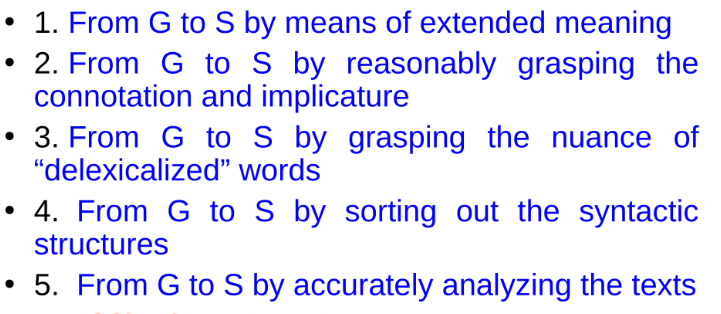 • 1. From G to S by means of extended meaning
• 2. From G to S by reasonably grasping the
connotation and implicature
• 3. From G to S by grasping the nuance of
“delexicalized” words
• 4. From G to S by sorting out the syntactic
structures
• 5. From G to S by accurately analyzing the texts